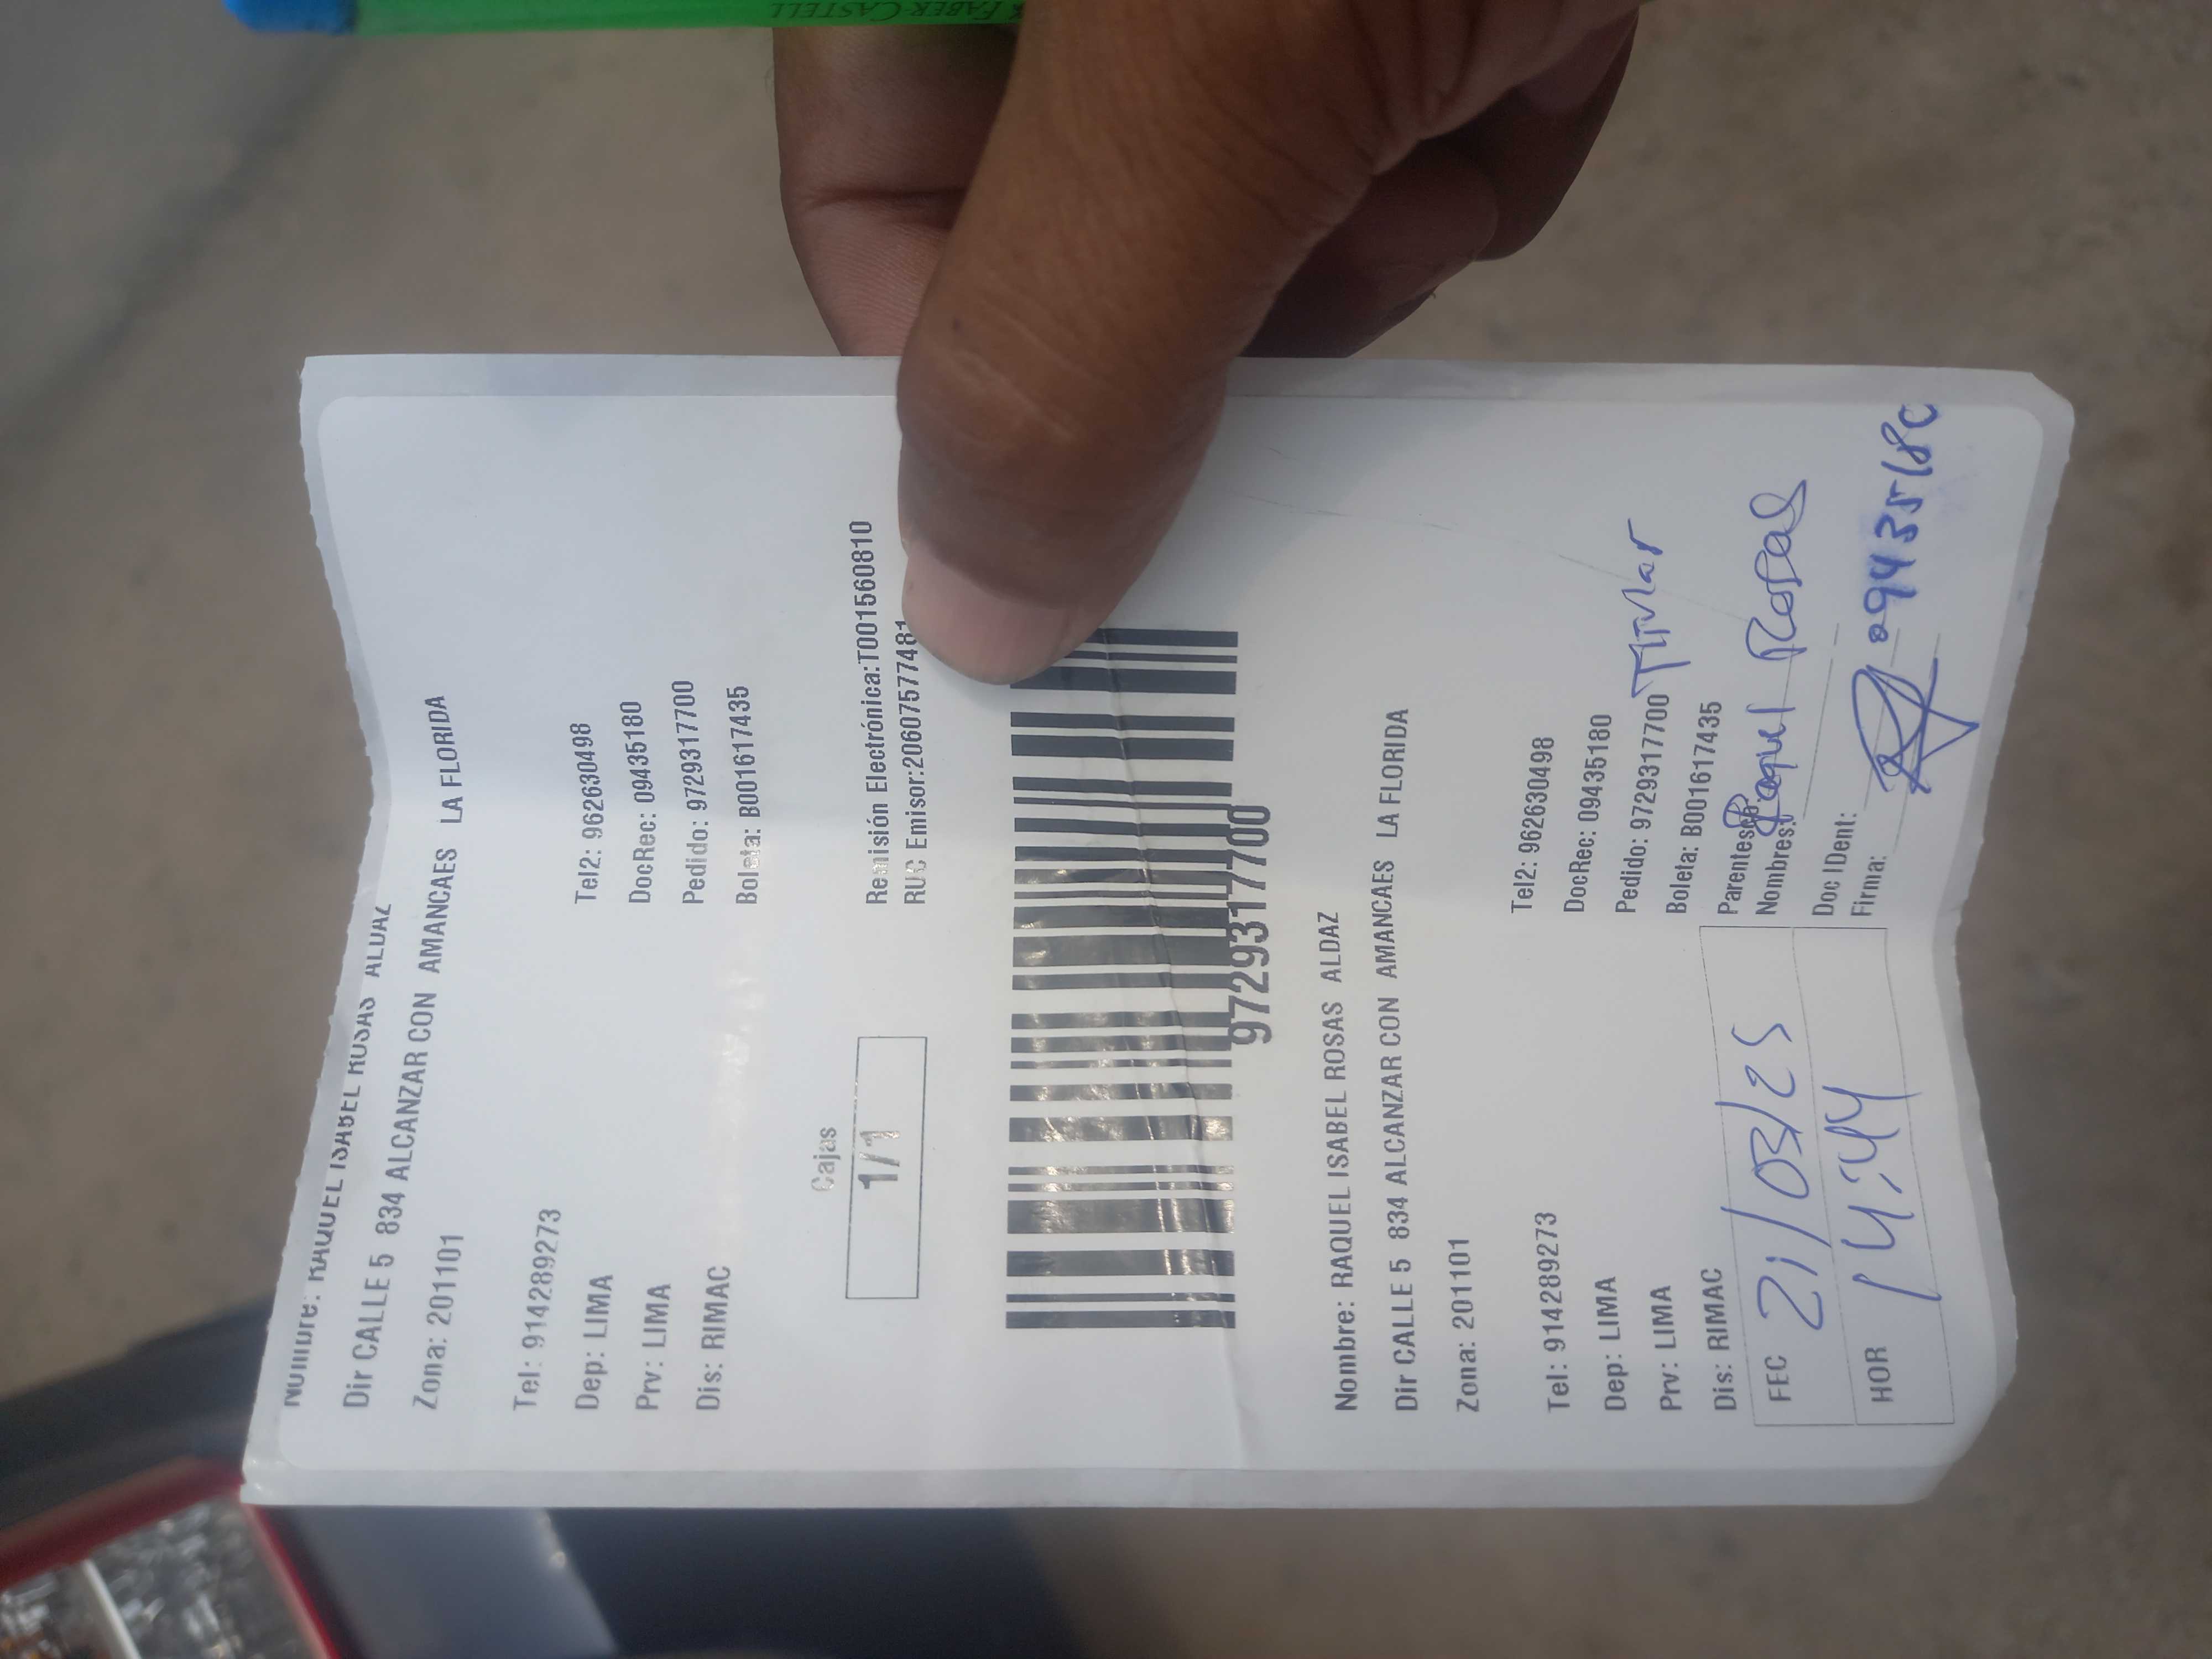 FABER CASTELL
Nombre: RAQUEL ISABEL ROSAS ALDAZ
Dir CALLE 5 834 ALCANZAR CON AMANCAES LA FLORIDA
Zona: 201101
Tel: 914289273 Tel2: 962630498
Dep: LIMA DocRec: 09435180
Prv: LIMA Pedido: 9729317700
Dis: RIMAC Boleta: B001617435
Cajas
1/1
Remisión Electrónica:T001560810
RUC Emisor:20607577481
9729317700
Nombre: RAQUEL ISABEL ROSAS ALDAZ
Dir CALLE 5 834 ALCANZAR CON AMANCAES LA FLORIDA
Zona: 201101
Tel: 914289273 Tel2: 962630498
Dep: LIMA DocRec: 09435180
Prv: LIMA Pedido: 9729317700
Dis: RIMAC Boleta: B001617435
Parentesco: Titular
FEC 21/03/25 Nombres: Raquel Rosas
HOR 14:44 Doc IDent: 09435180
Firma: